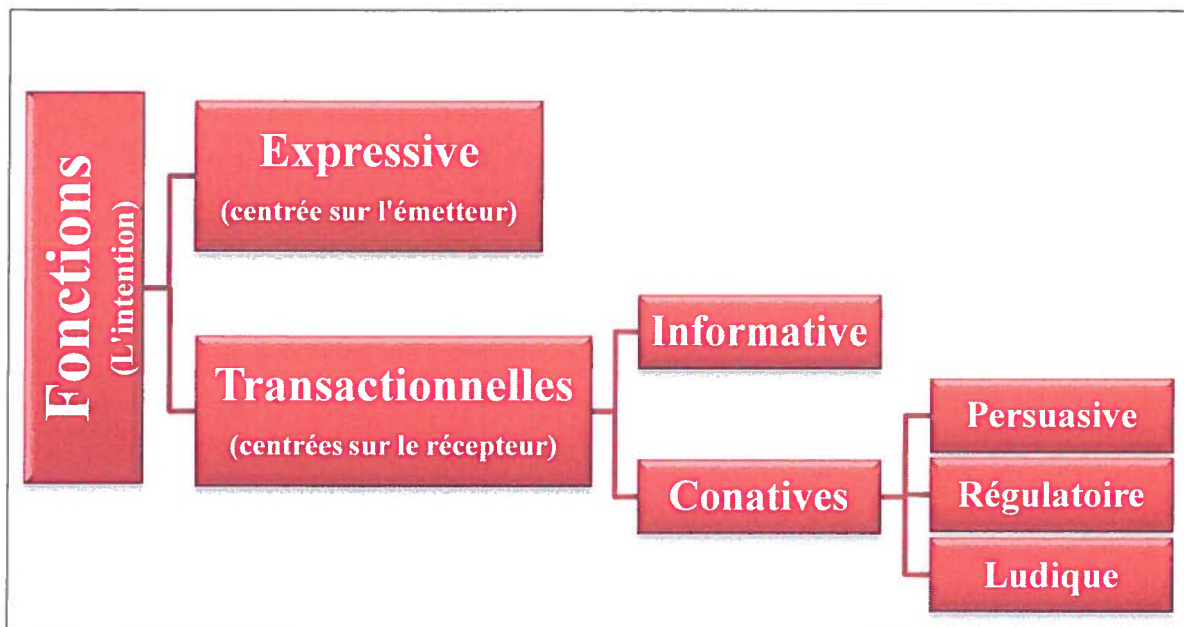 Fonctions
(L'intention)
Expressive
(centrée sur l'émetteur)
Transactionnelles
(centrées sur le récepteur)
Informative
Conatives
Persuasive
Régulatoire
Ludique